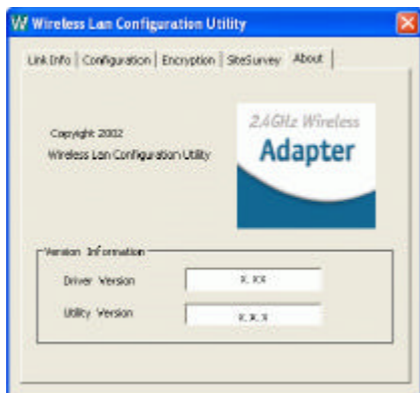 Wireless Lan Configuration Utility
Link Info Configuration Encryption SiteSurvey About
Copyright 2002
Wireless Lan Configuration Utility
2.4GHz Wireless
Adapter
Version Information
Driver Version X.XX
Utility Version X.X.X